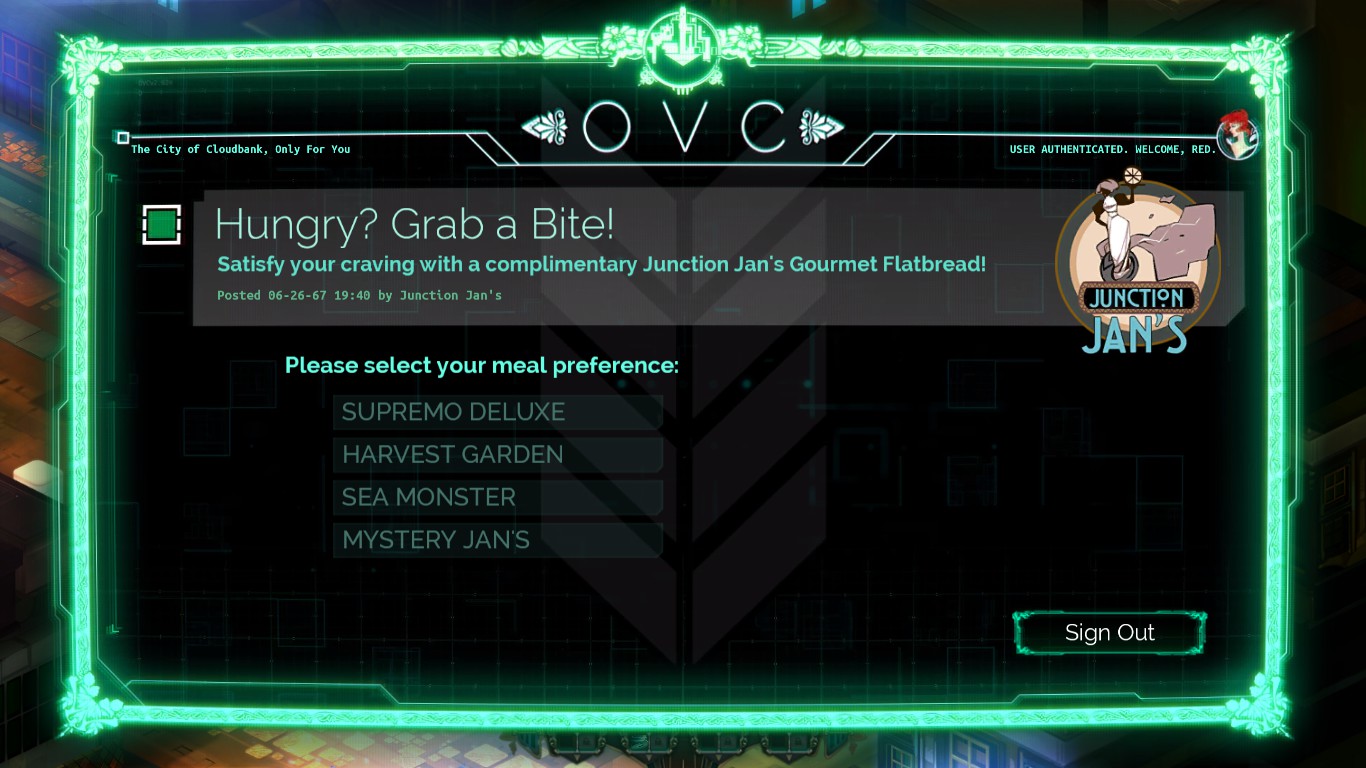 OVC
The City of Cloudbank, Only For You
USER AUTHENTICATED. WELCOME, RED.
Hungry? Grab a Bite!
Satisfy your craving with a complimentary Junction Jan's Gourmet Flatbread!
Posted 06-26-67 19:40 by Junction Jan's
JUNCTION
JAN'S
Please select your meal preference:
SUPREMO DELUXE
HARVEST GARDEN
SEA MONSTER
MYSTERY JAN'S
Sign Out